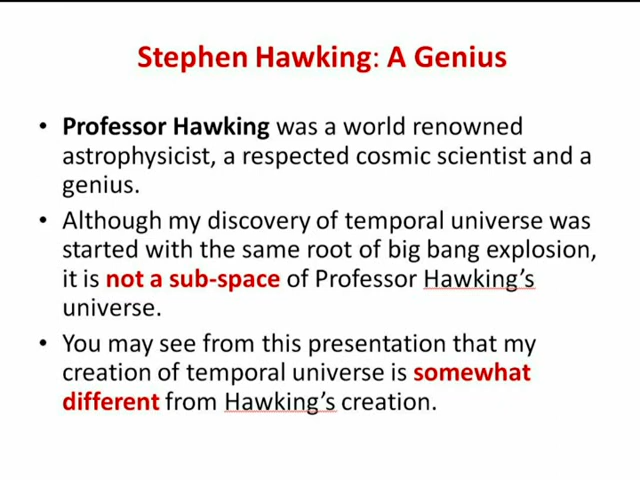 Stephen Hawking: A Genius
• Professor Hawking was a world renowned
astrophysicist, a respected cosmic scientist and a
genius.
• Although my discovery of temporal universe was
started with the same root of big bang explosion,
it is not a sub-space of Professor Hawking's
universe.
• You may see from this presentation that my
creation of temporal universe is somewhat
different from Hawking's creation.